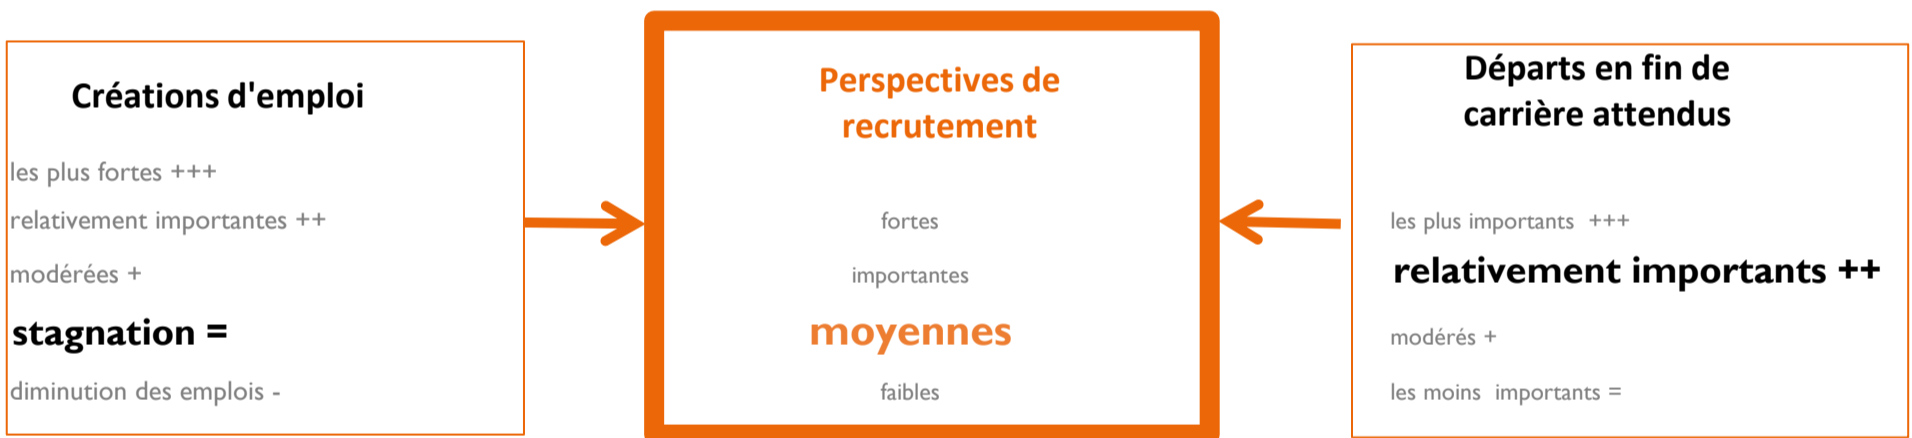 Créations d'emploi
les plus fortes +++
relativement importantes ++
modérées +
stagnation =
diminution des emplois -
Perspectives de
recrutement
fortes
importantes
moyennes
faibles
Départs en fin de
carrière attendus
les plus importants +++
relativement importants ++
modérés +
les moins importants =